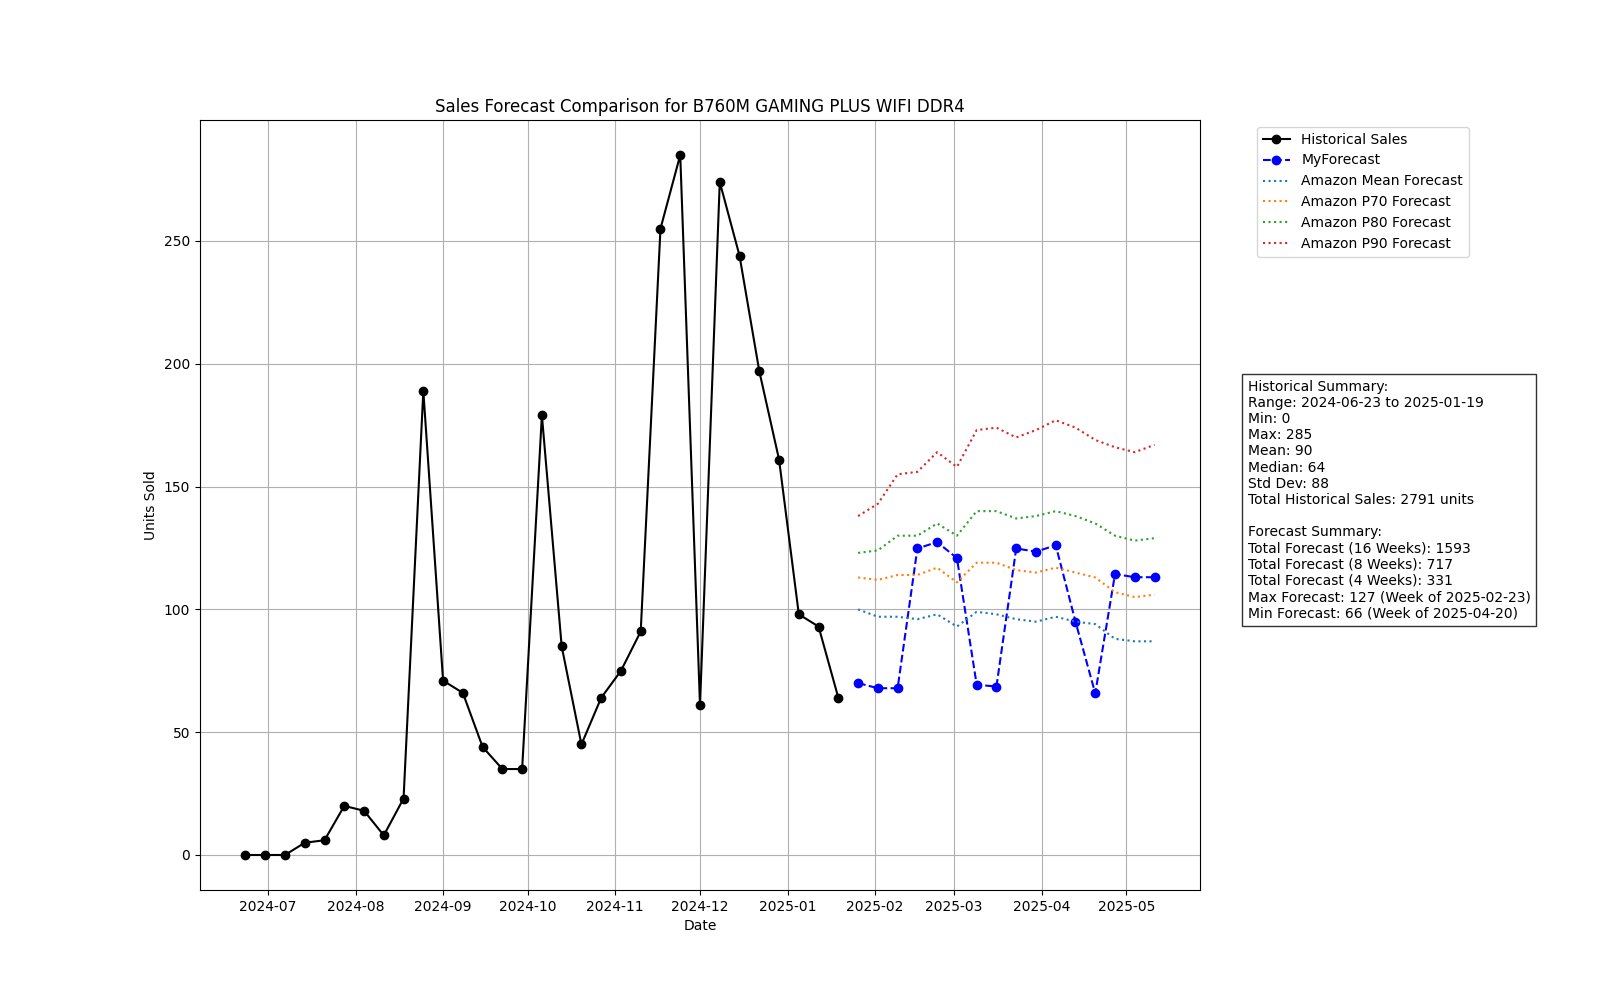 Sales Forecast Comparison for B760M GAMING PLUS WIFI DDR4
Historical Sales
MyForecast
Amazon Mean Forecast
Amazon P70 Forecast
Amazon P80 Forecast
Amazon P90 Forecast
Units Sold
250
200
150
100
50
0
2024-07 2024-08 2024-09 2024-10 2024-11 2024-12 2025-01 2025-02 2025-03 2025-04 2025-05
Date
Historical Summary:
Range: 2024-06-23 to 2025-01-19
Min: 0
Max: 285
Mean: 90
Median: 64
Std Dev: 88
Total Historical Sales: 2791 units
Forecast Summary:
Total Forecast (16 Weeks): 1593
Total Forecast (8 Weeks): 717
Total Forecast (4 Weeks): 331
Max Forecast: 127 (Week of 2025-02-23)
Min Forecast: 66 (Week of 2025-04-20)